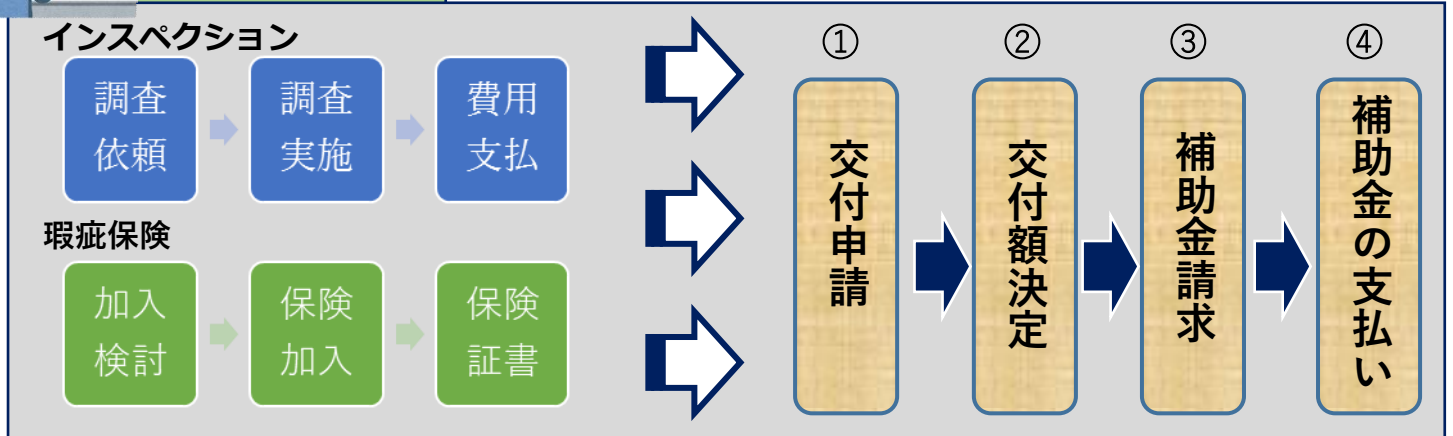 インスペクション
調査
依頼
調査
実施
費用
支払
瑕疵保険
加入
検討
保険
加入
保険
証書
①
交付申請
②
交付額決定
③
補助金請求
④
補助金の支払い